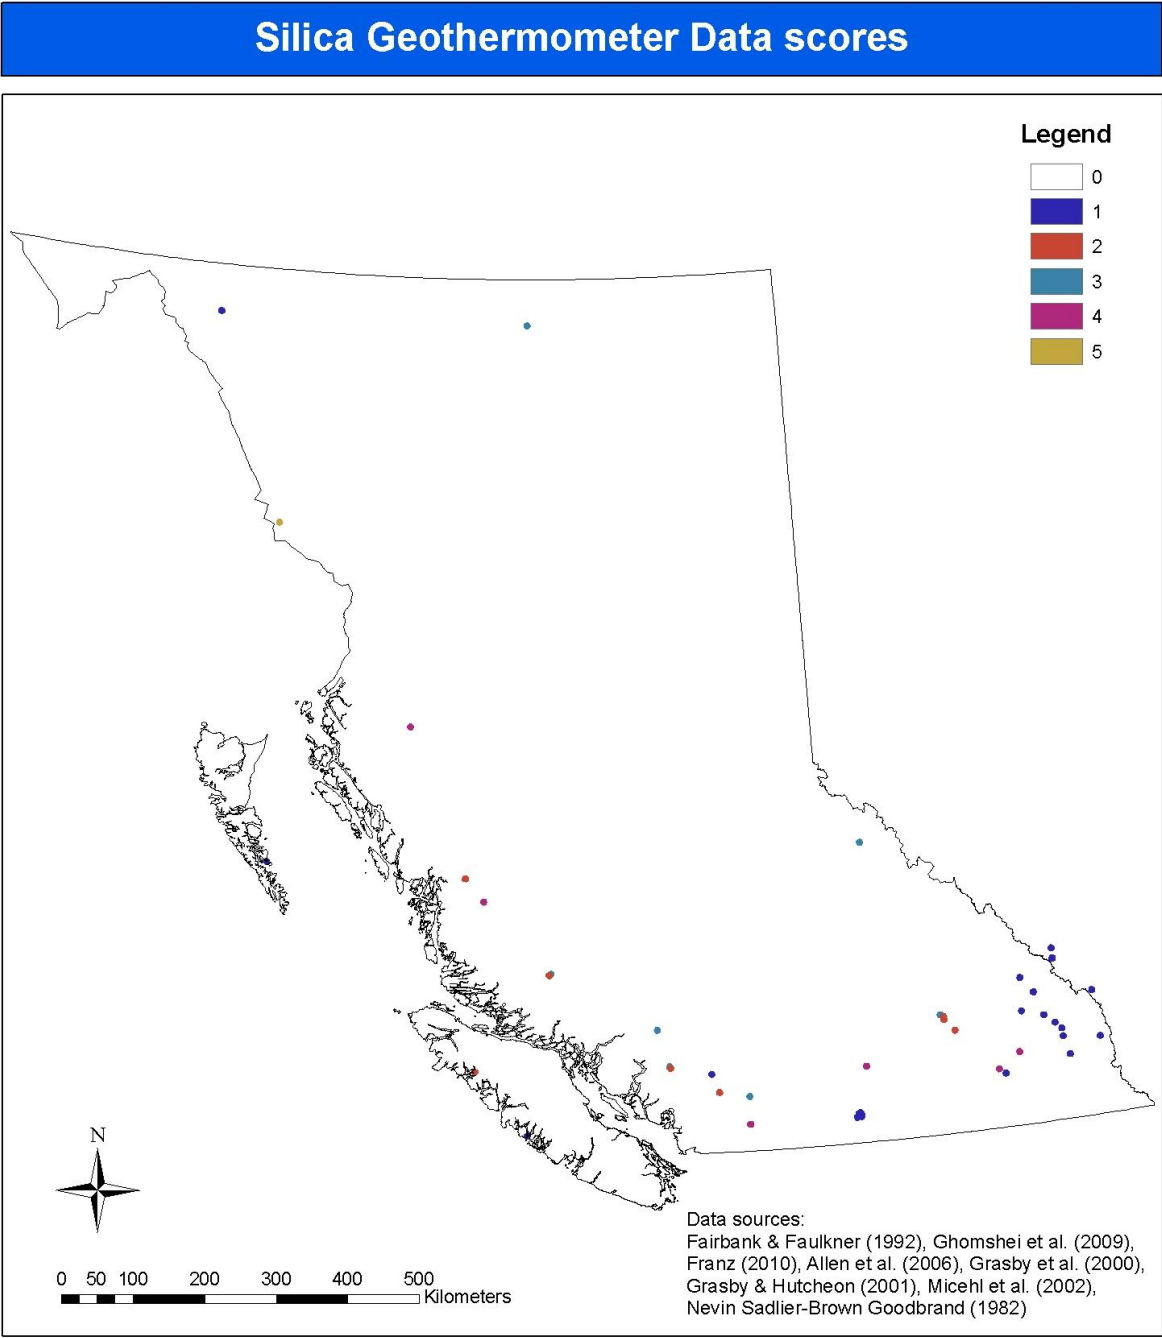 Silica Geothermometer Data scores
Legend
0
1
2
3
4
5
N
0 50 100 200 300 400 500
Kilometers
Data sources:
Fairbank & Faulkner (1992), Ghomshei et al. (2009),
Franz (2010), Allen et al. (2006), Grasby et al. (2000),
Grasby & Hutcheon (2001), Micehl et al. (2002),
Nevin Sadlier-Brown Goodbrand (1982)